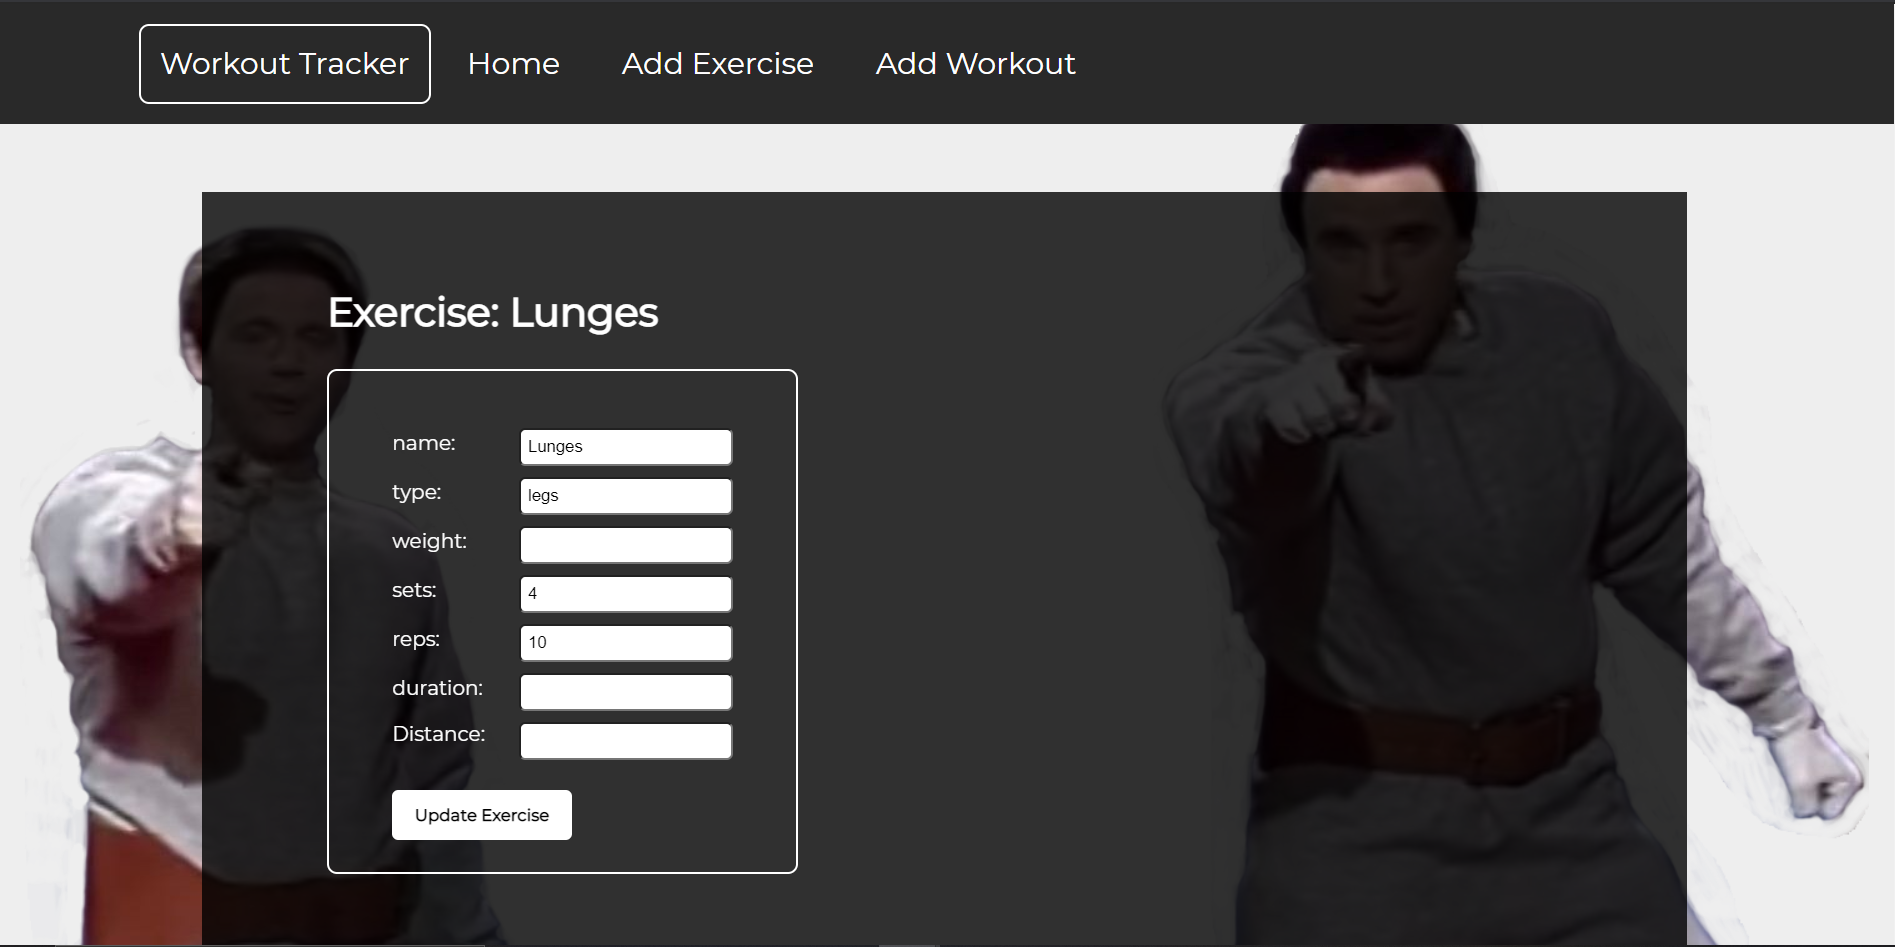 Workout Tracker Home Add Exercise Add Workout
Exercise: Lunges
name: Lunges
type: legs
weight:
sets: 4
reps: 10
duration:
Distance:
Update Exercise